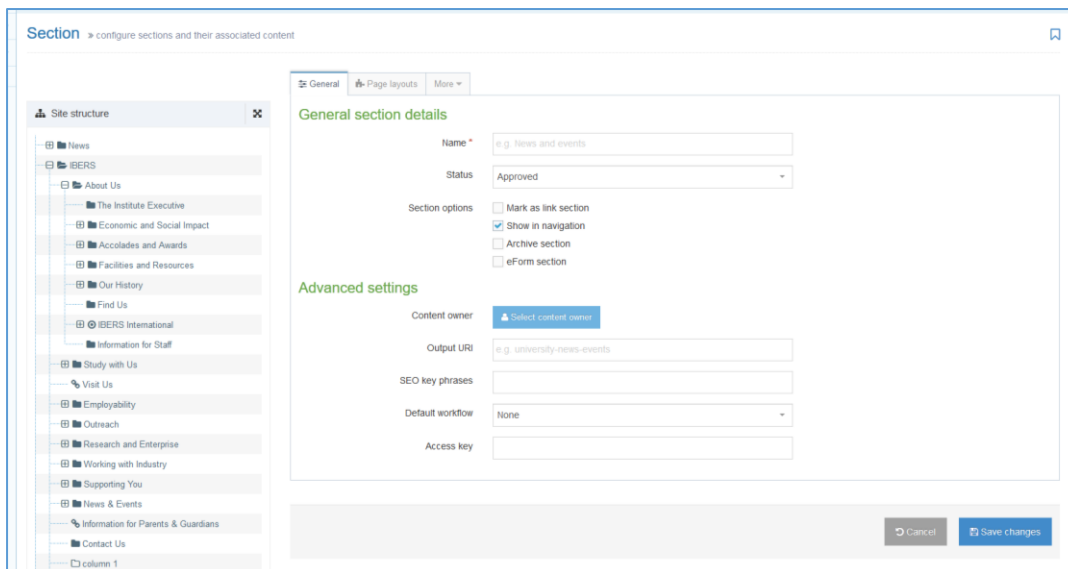 Section » configure sections and their associated content
General
Page layouts
More
Site structure
News
IBERS
About Us
The Institute Executive
Economic and Social Impact
Accolades and Awards
Facilities and Resources
Our History
Find Us
IBERS International
Information for Staff
Study with Us
Visit Us
Employability
Outreach
Research and Enterprise
Working with Industry
Supporting You
News & Events
Information for Parents & Guardians
Contact Us
column 1
General section details
Name * e.g. News and events
Status Approved
Section options Mark as link section
Show in navigation
Archive section
eForm section
Advanced settings
Content owner Select content owner
Output URI e.g. university-news-events
SEO key phrases
Default workflow None
Access key
Cancel Save changes